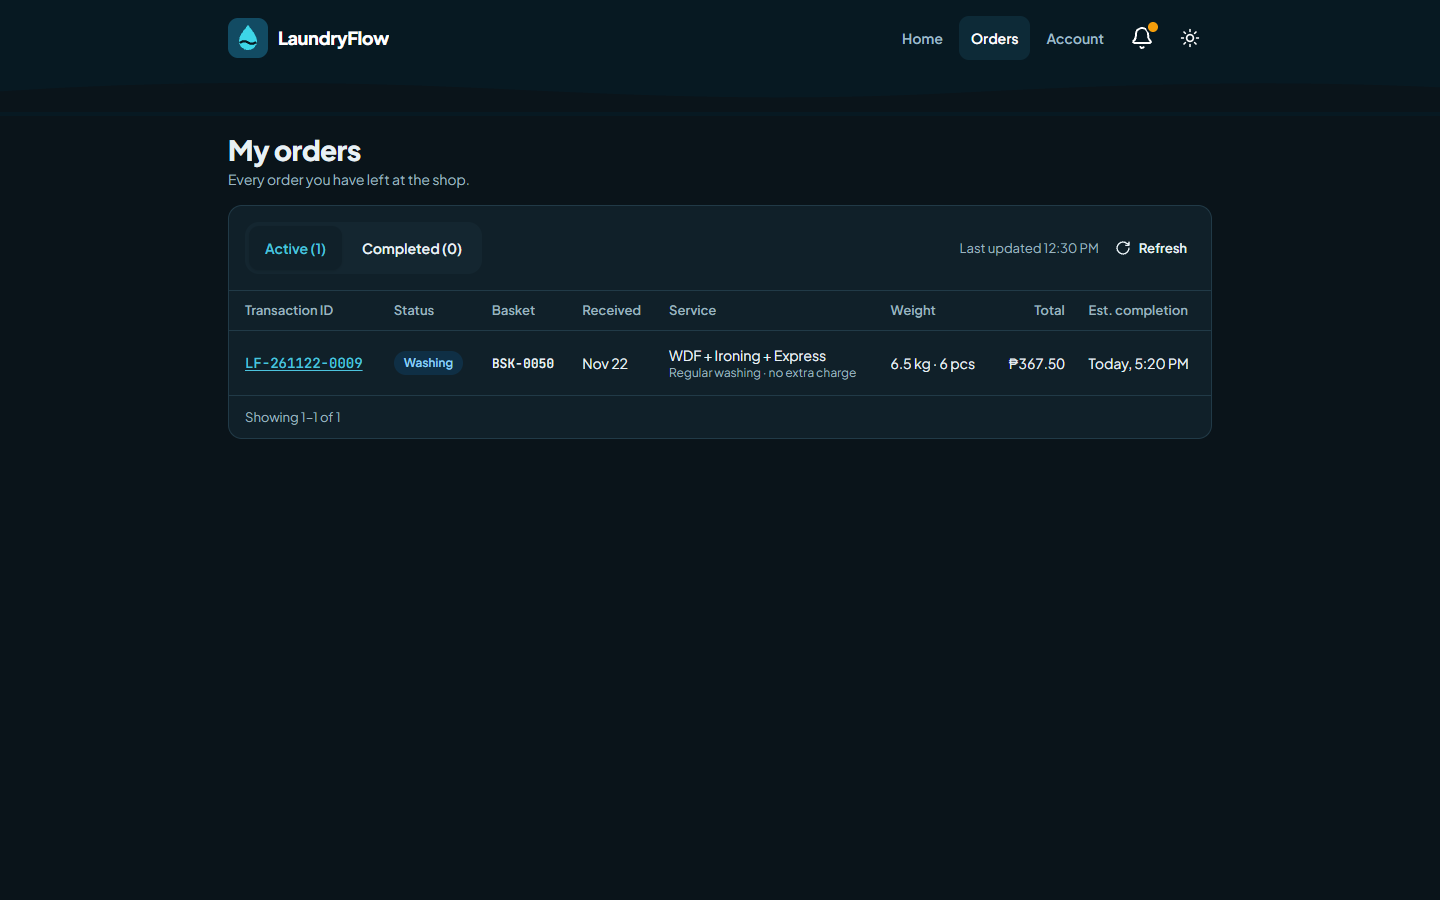 LaundryFlow
Home Orders Account
My orders
Every order you have left at the shop.
Active (1) Completed (0) Last updated 12:30 PM Refresh
Transaction ID Status Basket Received Service Weight Total Est. completion
LF-261122-0009 Washing BSK-0050 Nov 22 WDF + Ironing + Express 6.5 kg · 6 pcs ₱367.50 Today, 5:20 PM
Regular washing · no extra charge
Showing 1–1 of 1